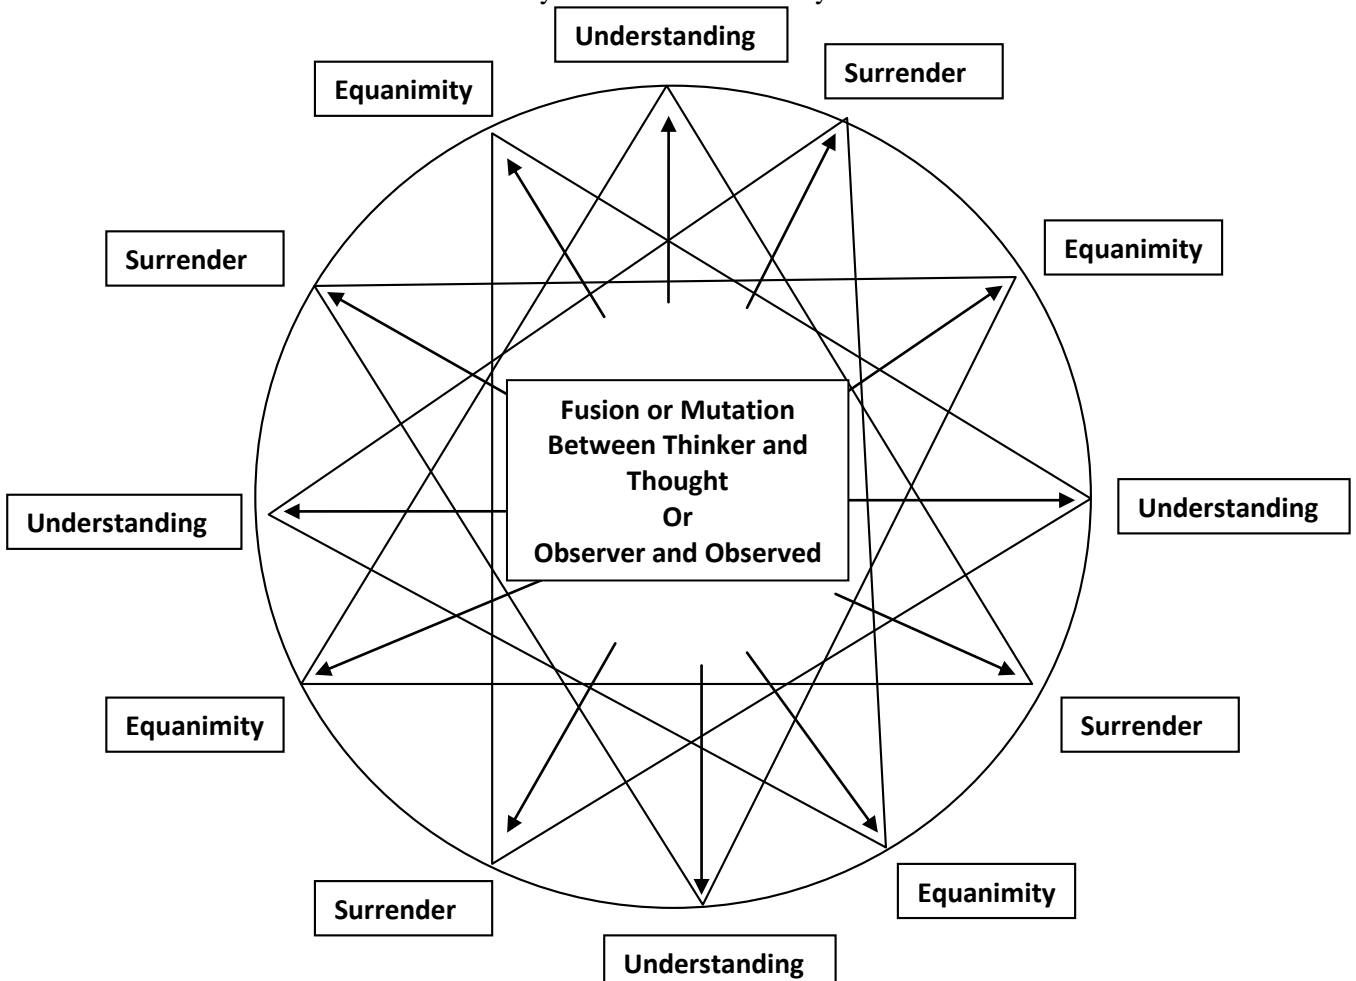 Understanding
Surrender
Equanimity
Equanimity
Surrender
Fusion or Mutation
Between Thinker and
Thought
Or
Observer and Observed
Understanding
Understanding
Equanimity
Surrender
Equanimity
Surrender
Understanding